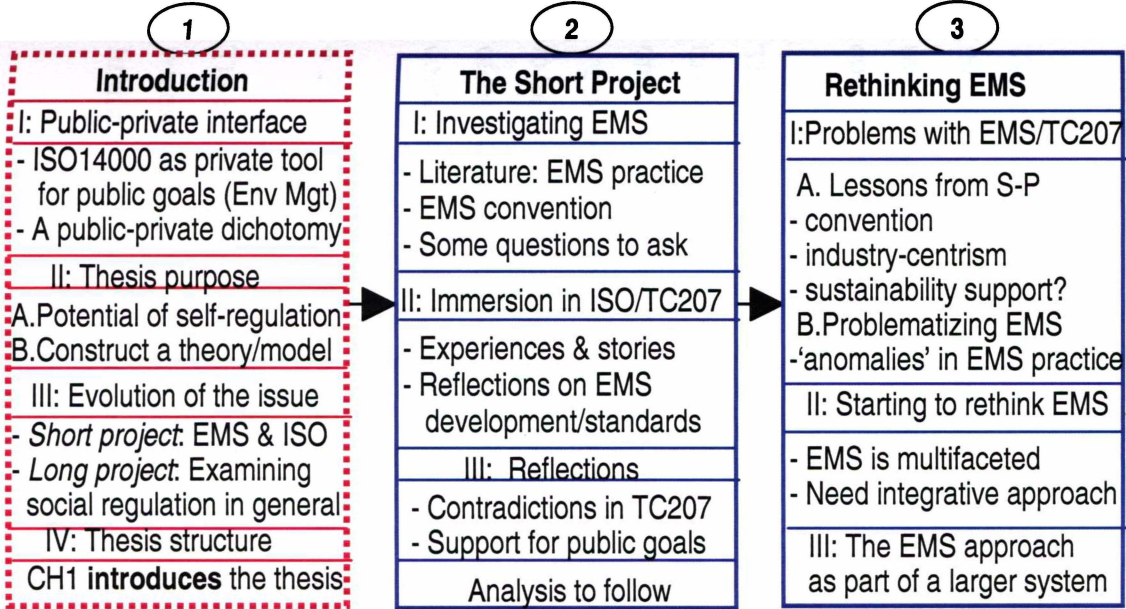 1
Introduction
I: Public-private interface
- ISO14000 as private tool
for public goals (Env Mgt)
- A public-private dichotomy
II: Thesis purpose
A.Potential of self-regulation
B.Construct a theory/model
III: Evolution of the issue
- Short project: EMS & ISO
- Long project: Examining
social regulation in general
IV: Thesis structure
CH1 introduces the thesis
2
The Short Project
I: Investigating EMS
- Literature: EMS practice
- EMS convention
- Some questions to ask
II: Immersion in ISO/TC207
- Experiences & stories
- Reflections on EMS
development/standards
III: Reflections
- Contradictions in TC207
- Support for public goals
Analysis to follow
3
Rethinking EMS
I:Problems with EMS/TC207
A. Lessons from S-P
- convention
- industry-centrism
- sustainability support?
B.Problematizing EMS
-‘anomalies’ in EMS practice
II: Starting to rethink EMS
- EMS is multifaceted
- Need integrative approach
III: The EMS approach
as part of a larger system